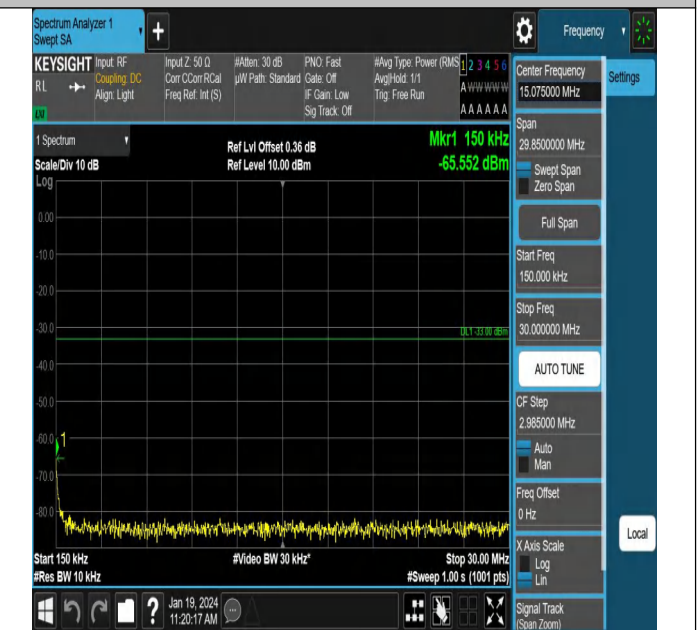 Spectrum Analyzer 1
Swept SA
+
Frequency
KEYSIGHT
RL
LXI
Input: RF
Coupling: DC
Align: Light
Input Z: 50 Ω
Corr CCorr RCal
Freq Ref: Int (S)
#Atten: 30 dB
µW Path: Standard
PNO: Fast
Gate: Off
IF Gain: Low
Sig Track: Off
#Avg Type: Power (RMS
Avg|Hold: 1/1
Trig: Free Run
1 2 3 4 5 6
A W W W W W
A A A A A A
1 Spectrum
Scale/Div 10 dB
Log
Ref Lvl Offset 0.36 dB
Ref Level 10.00 dBm
Mkr1 150 kHz
-65.552 dBm
0.00
-10.0
-20.0
-30.0
DL1 -33.00 dBm
-40.0
-50.0
-60.0
1
-70.0
-80.0
Start 150 kHz
#Video BW 30 kHz*
Stop 30.00 MHz
#Res BW 10 kHz
#Sweep 1.00 s (1001 pts)
?
Jan 19, 2024
11:20:17 AM
Center Frequency
15.075000 MHz
Settings
Span
29.8500000 MHz
Swept Span
Zero Span
Full Span
Start Freq
150.000 kHz
Stop Freq
30.000000 MHz
AUTO TUNE
CF Step
2.985000 MHz
Auto
Man
Freq Offset
0 Hz
X Axis Scale
Log
Lin
Signal Track
(Span Zoom)
Local